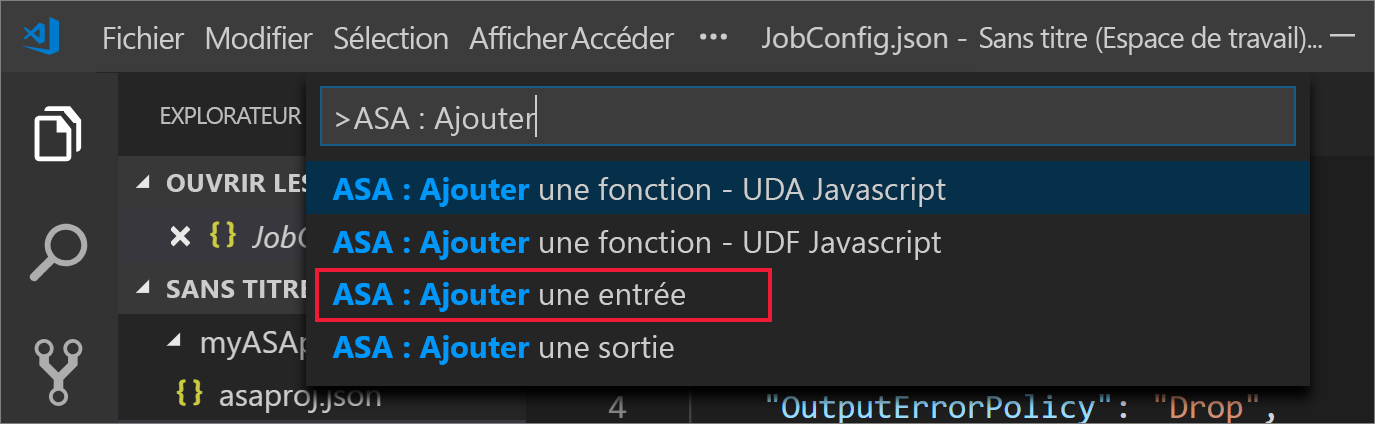 Fichier Modifier Sélection Afficher Accéder ••• JobConfig.json - Sans titre (Espace de travail)...
EXPLORATEUR
>ASA : Ajouter
OUVRIR LES
ASA : Ajouter une fonction - UDA Javascript
{} JobC
ASA : Ajouter une fonction - UDF Javascript
SANS TITRE
ASA : Ajouter une entrée
myASAp
ASA : Ajouter une sortie
{} asaproj.json
4 "OutputErrorPolicy": "Drop",